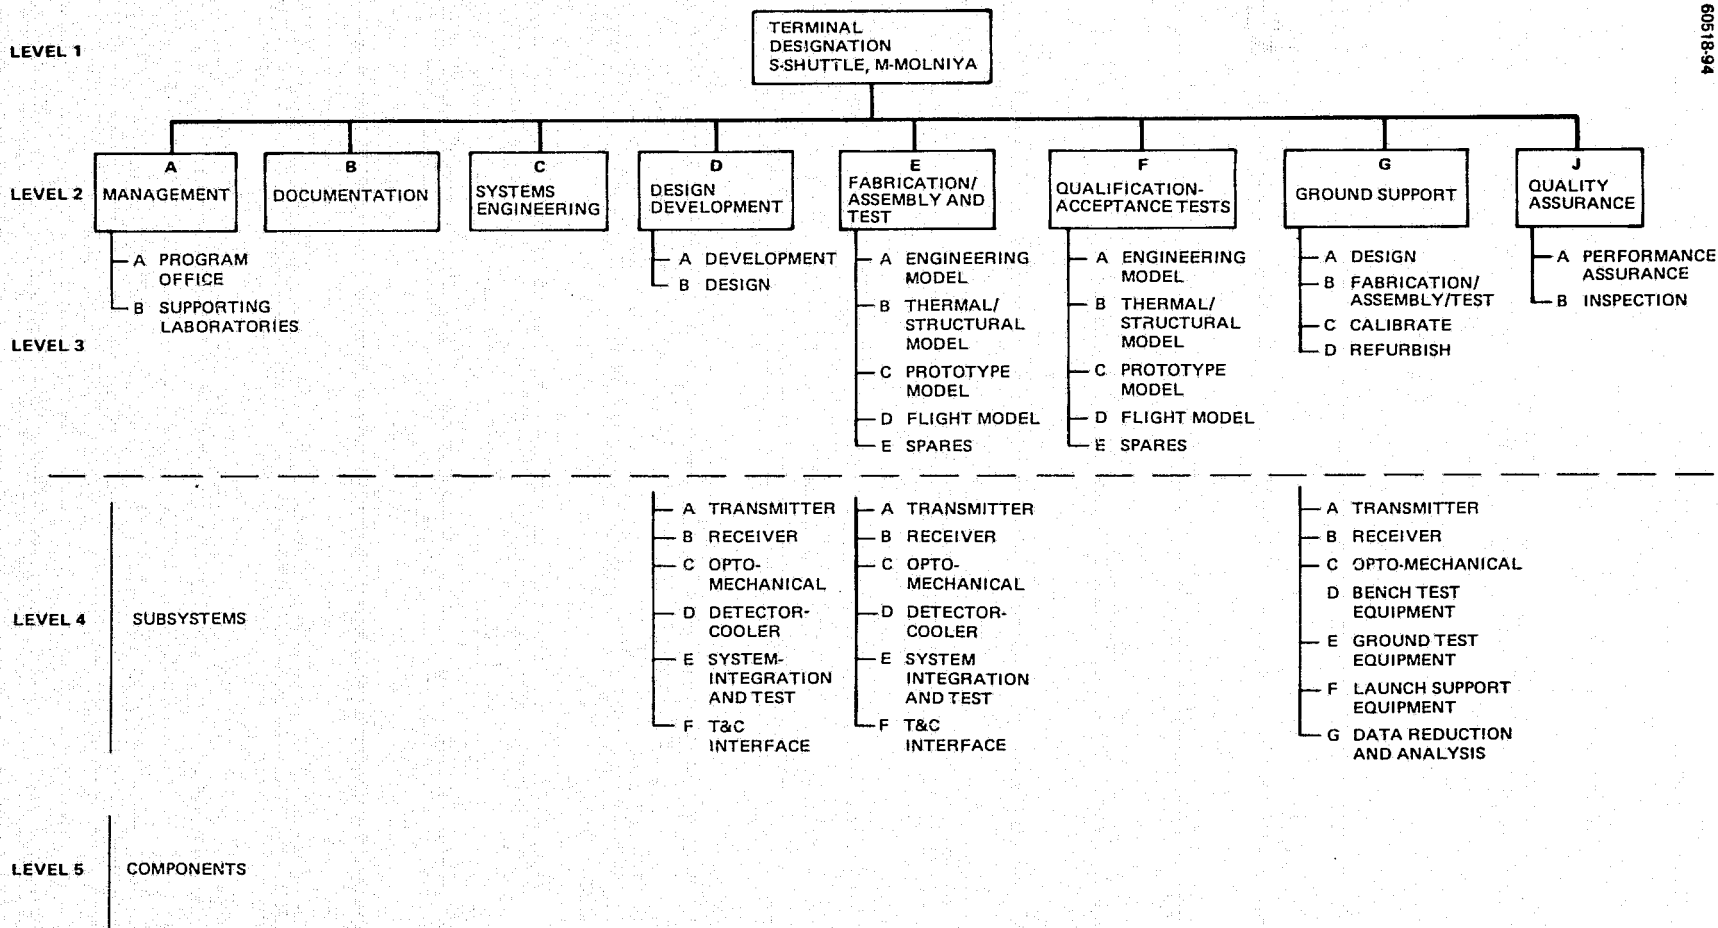 60518-94
LEVEL 1
TERMINAL
DESIGNATION
S-SHUTTLE, M-MOLNIYA
LEVEL 2
A
MANAGEMENT
B
DOCUMENTATION
C
SYSTEMS
ENGINEERING
D
DESIGN
DEVELOPMENT
E
FABRICATION/
ASSEMBLY AND
TEST
F
QUALIFICATION-
ACCEPTANCE TESTS
G
GROUND SUPPORT
J
QUALITY
ASSURANCE
LEVEL 3
A PROGRAM
OFFICE
B SUPPORTING
LABORATORIES
A DEVELOPMENT
B DESIGN
A ENGINEERING
MODEL
B THERMAL/
STRUCTURAL
MODEL
C PROTOTYPE
MODEL
D FLIGHT MODEL
E SPARES
A ENGINEERING
MODEL
B THERMAL/
STRUCTURAL
MODEL
C PROTOTYPE
MODEL
D FLIGHT MODEL
E SPARES
A DESIGN
B FABRICATION/
ASSEMBLY/TEST
C CALIBRATE
D REFURBISH
A PERFORMANCE
ASSURANCE
B INSPECTION
LEVEL 4
SUBSYSTEMS
A TRANSMITTER
B RECEIVER
C OPTO-
MECHANICAL
D DETECTOR-
COOLER
E SYSTEM-
INTEGRATION
AND TEST
F T&C
INTERFACE
A TRANSMITTER
B RECEIVER
C OPTO-
MECHANICAL
D DETECTOR-
COOLER
E SYSTEM
INTEGRATION
AND TEST
F T&C
INTERFACE
A TRANSMITTER
B RECEIVER
C OPTO-MECHANICAL
D BENCH TEST
EQUIPMENT
E GROUND TEST
EQUIPMENT
F LAUNCH SUPPORT
EQUIPMENT
G DATA REDUCTION
AND ANALYSIS
LEVEL 5
COMPONENTS